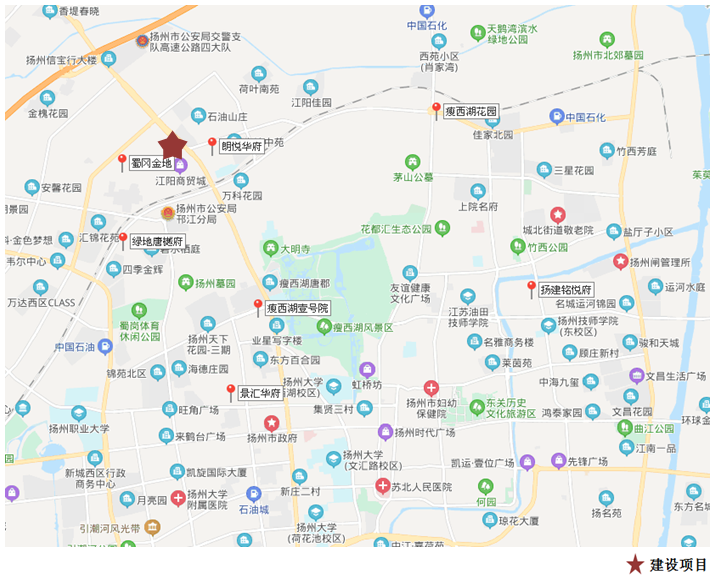 香堤春晓
中国石化
天鹅湾滨水
绿地公园
扬州市公安局交警支
队高速公路四大队
西苑小区
(肖家湾)
扬州市北郊墓园
扬州信宝行大楼
荷叶南苑
江阳佳园
金槐花园
石油山庄
瘦西湖花园
中国石化
佳家北园
朗悦华府
中苑
竹西芳庭
蜀冈金地
江阳商贸城
茅山公墓
三星花园
茱萸
安馨花园
万科花园
上院名府
扬州市公安局
邗江分局
湖景园
城北街道敬老院
汇锦花苑
花都汇生态公园
盐厅子小区
科·金色梦想
绿地唐樾府
栖庭
大明寺
竹西公园
韦尔中心
四季金辉
扬州闸管理所
扬州墓园
瘦西湖唐郡
友谊健康
文化广场
扬建铭悦府
运河水庭
万达西区CLASS
瘦西湖壹号院
江苏油田
技师学院
名城运河锦园
蜀岗体育
休闲公园
扬州天下
花园-三期
业星写字楼
瘦西湖风景区
扬州技师学院
(东校区)
中国石油
名雅商务楼
骏和天城
顾庄新村
东方百合园
莱茵苑
锦苑北区
海德庄园
虹桥坊
扬州大学
湖校区)
中海九玺
文昌生活广场
景汇华府
扬州市妇幼
保健院
文昌花园
旺角广场
集贤三村
东关历史
文化旅游区
鸿泰家园
环球金
扬州职业大学
扬州市政府
来鹤台广场
扬州时代广场
曲江公园
江南一品
新城西区行政
商务中心
凯旋国际大厦
扬州大学
(文汇路校区)
凯运·壹位广场
先锋广场
月亮园
扬州大学
附属医院
石油城
新庄二村
苏北人民医院
何园
东方名城
扬名苑
引潮河风光带
扬州大学
(荷花池校区)
琼花大厦
建设项目